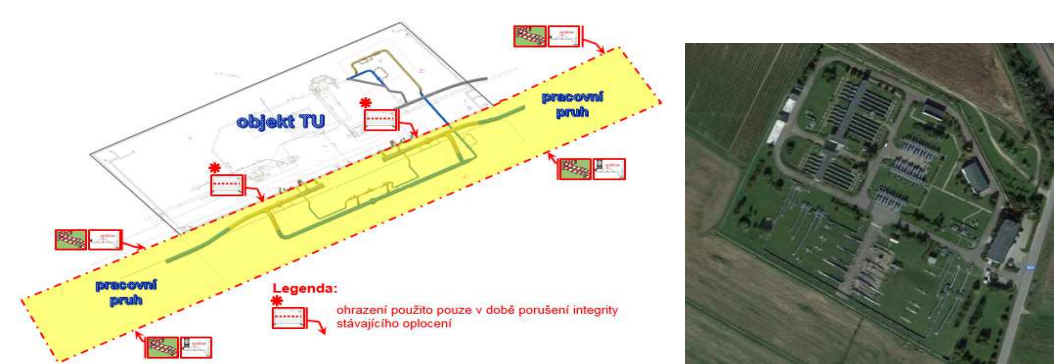 pracovní
pruh
objekt TU
pracovní
pruh
Legenda:
ohrazení použito pouze v době porušení integrity
stávajícího oplocení